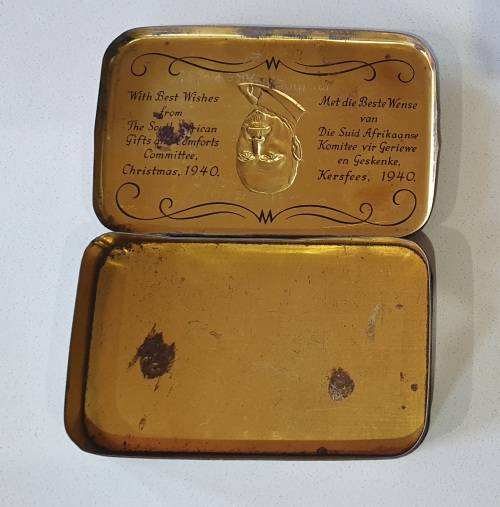 With Best Wishes
from
The South African
Gifts and Comforts
Committee,
Christmas, 1940.
Met die Beste Wense
van
Die Suid Afrikaanse
Komitee vir Geriewe
en Geskenke,
Kersfees, 1940.